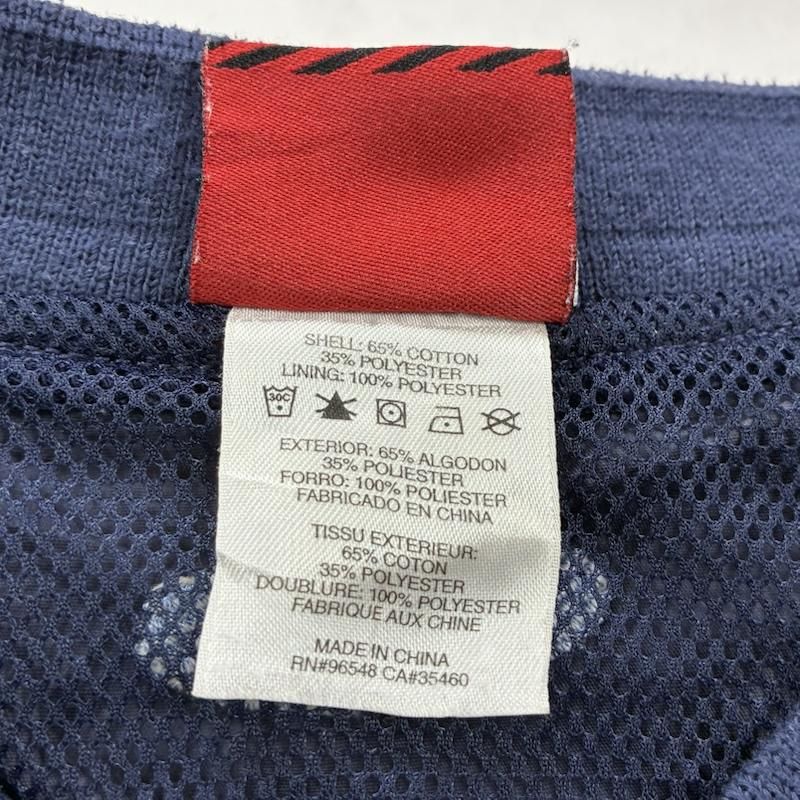 SHELL: 65% COTTON
35% POLYESTER
LINING: 100% POLYESTER
30C
EXTERIOR: 65% ALGODON
35% POLIESTER
FORRO: 100% POLIESTER
FABRICADO EN CHINA
TISSU EXTERIEUR:
65% COTON
35% POLYESTER
DOUBLURE: 100% POLYESTER
FABRIQUE AUX CHINE
MADE IN CHINA
RN#96548 CA#35460